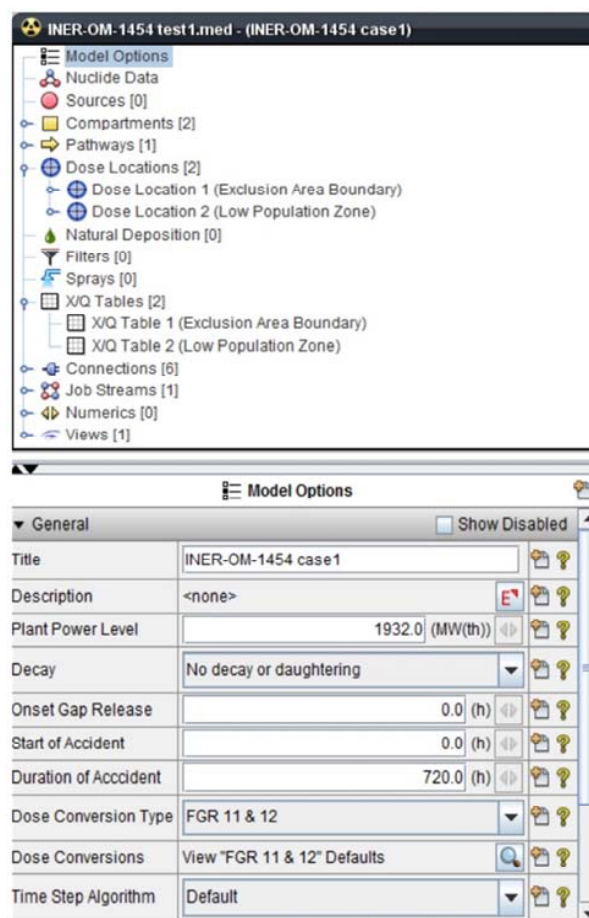 INER-OM-1454 test1.med - (INER-OM-1454 case1)
Model Options
Nuclide Data
Sources [0]
Compartments [2]
Pathways [1]
Dose Locations [2]
Dose Location 1 (Exclusion Area Boundary)
Dose Location 2 (Low Population Zone)
Natural Deposition [0]
Filters [0]
Sprays [0]
X/Q Tables [2]
X/Q Table 1 (Exclusion Area Boundary)
X/Q Table 2 (Low Population Zone)
Connections [6]
Job Streams [1]
Numerics [0]
Views [1]
Model Options
General Show Disabled
Title INER-OM-1454 case1
Description <none> E
Plant Power Level 1932.0 (MW(th))
Decay No decay or daughtering
Onset Gap Release 0.0 (h)
Start of Accident 0.0 (h)
Duration of Acccident 720.0 (h)
Dose Conversion Type FGR 11 & 12
Dose Conversions View "FGR 11 & 12" Defaults
Time Step Algorithm Default